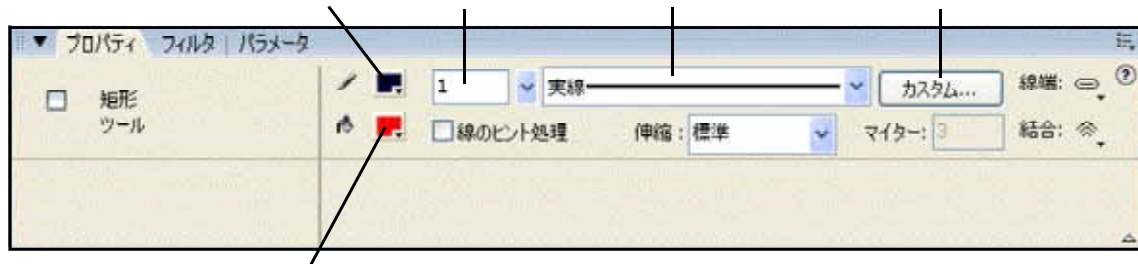 プロパティ フィルタ | パラメータ
矩形
ツール
1 実線 カスタム... 線端:
線のヒント処理 伸縮 : 標準 マイター: 3 結合: